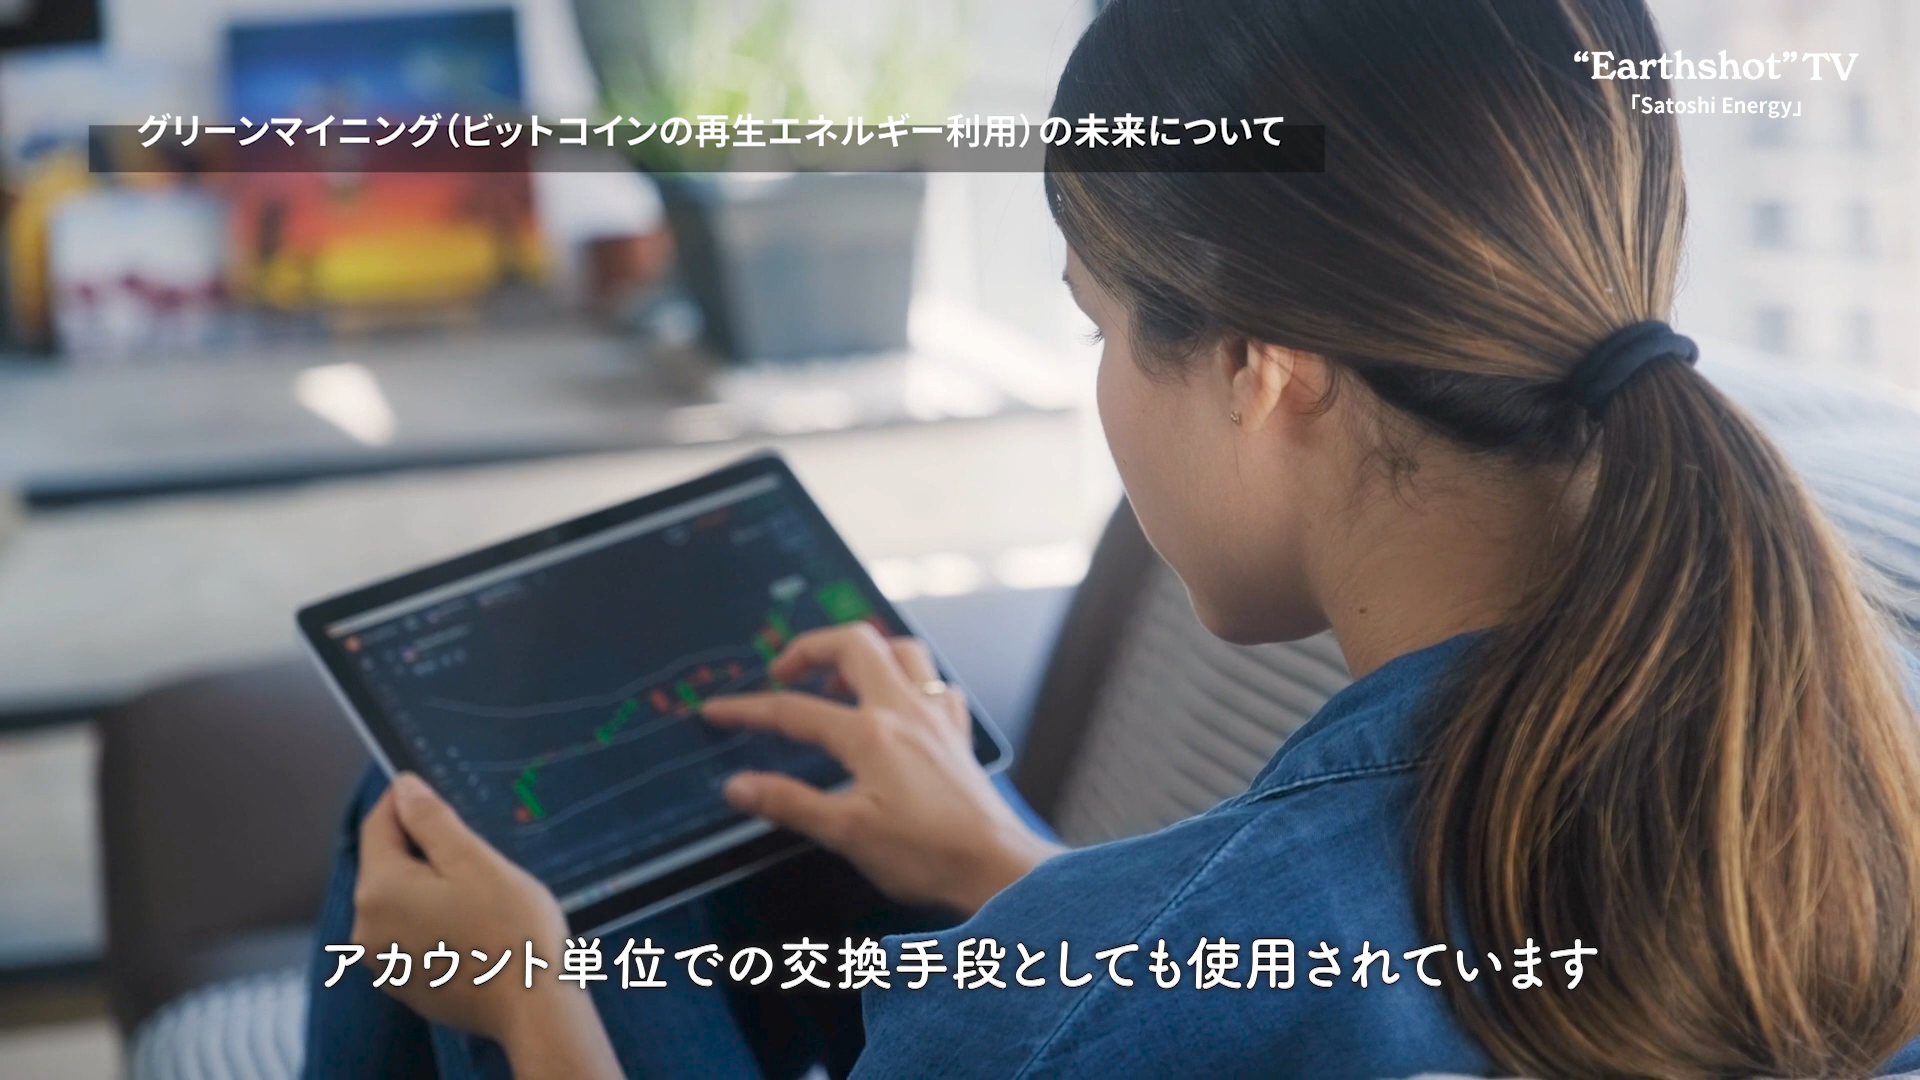 “Earthshot” TV
「Satoshi Energy」
グリーンマイニング(ビットコインの再生エネルギー利用)の未来について
アカウント単位での交換手段としても使用されています